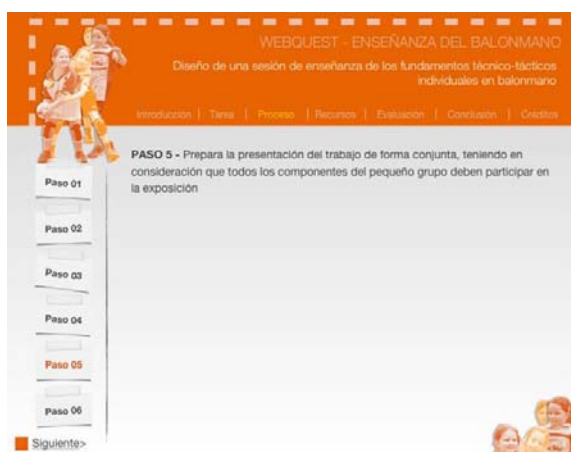 WEBQUEST - ENSEÑANZA DEL BALONMANO
Diseño de una sesión de enseñanza de los fundamentos técnico-tácticos
individuales en balonmano
Introducción | Tarea | Proceso | Recursos | Evaluación | Conclusión | Créditos
PASO 5 - Prepara la presentación del trabajo de forma conjunta, teniendo en
consideración que todos los componentes del pequeño grupo deben participar en
la exposición
Paso 01
Paso 02
Paso 03
Paso 04
Paso 05
Paso 06
Siguiente>